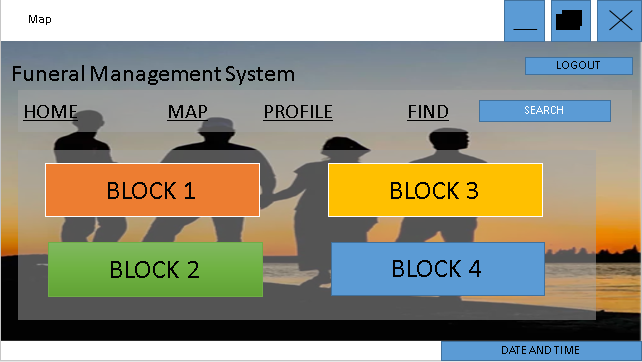 Map
LOGOUT
Funeral Management System
HOME MAP PROFILE FIND SEARCH
BLOCK 1 BLOCK 3
BLOCK 2 BLOCK 4
DATE AND TIME